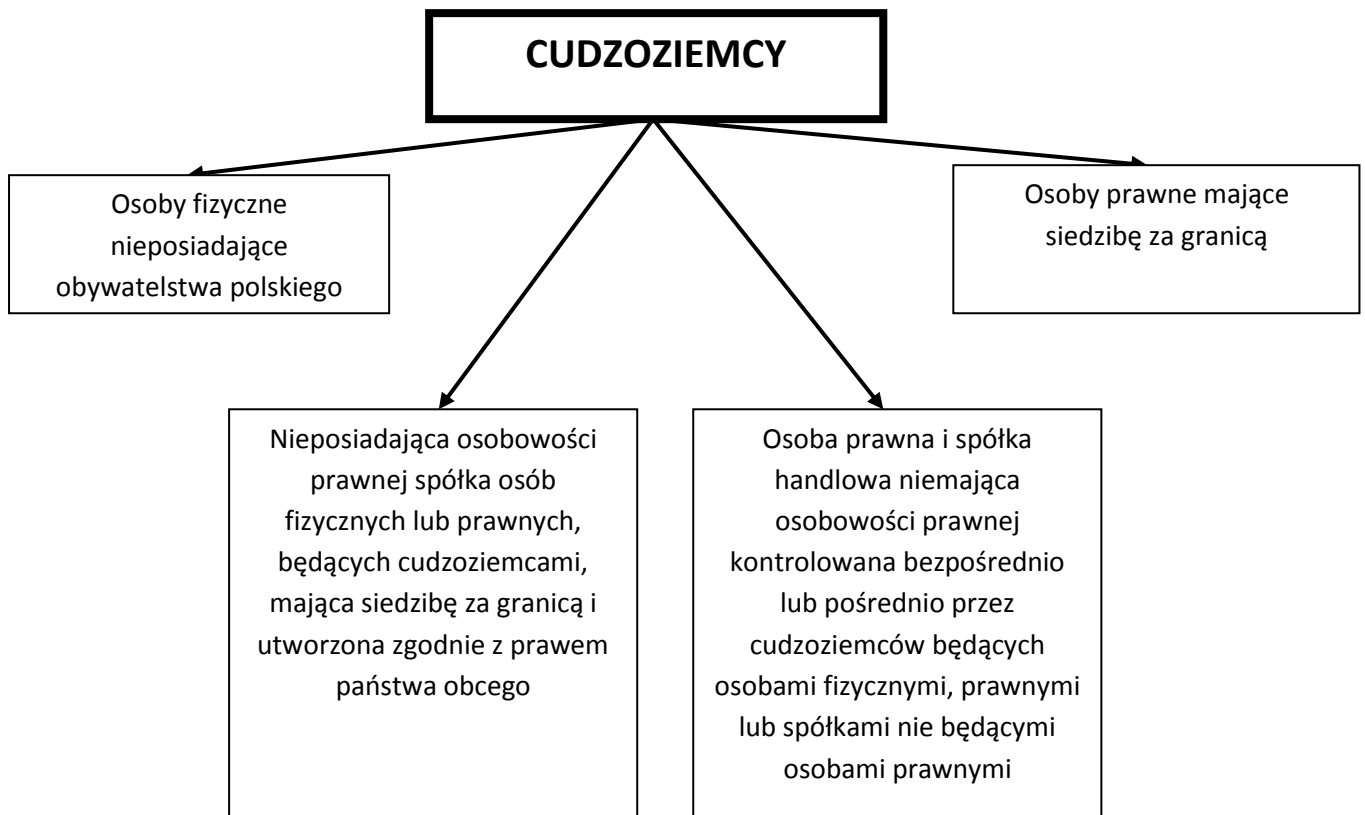 CUDZOZIEMCY
Osoby fizyczne
nieposiadające
obywatelstwa polskiego
Osoby prawne mające
siedzibę za granicą
Nieposiadająca osobowości
prawnej spółka osób
fizycznych lub prawnych,
będących cudzoziemcami,
mająca siedzibę za granicą i
utworzona zgodnie z prawem
państwa obcego
Osoba prawna i spółka
handlowa niemająca
osobowości prawnej
kontrolowana bezpośrednio
lub pośrednio przez
cudzoziemców będących
osobami fizycznymi, prawnymi
lub spółkami nie będącymi
osobami prawnymi